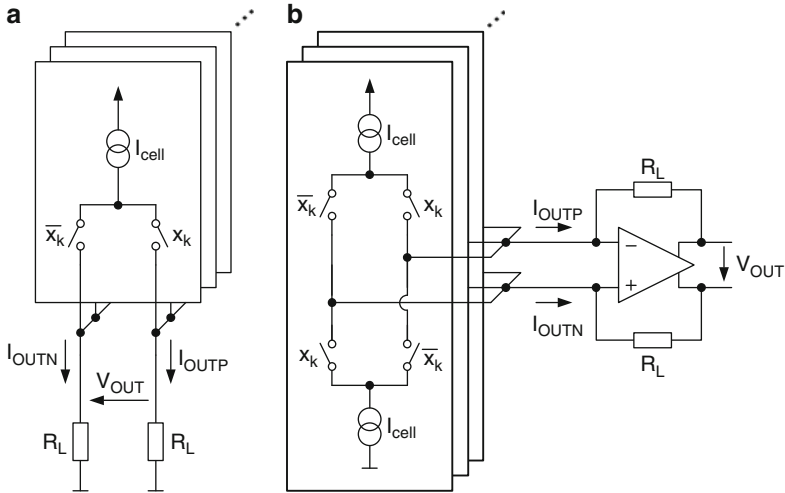 a
I_cell
x̅_k
x_k
I_OUTN
I_OUTP
V_OUT
R_L
R_L
b
I_cell
x̅_k
x_k
x_k
x̅_k
I_cell
I_OUTP
I_OUTN
R_L
−
+
V_OUT
R_L